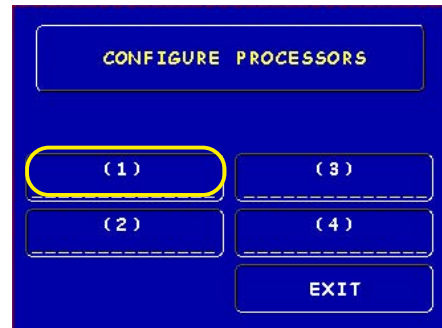 CONFIGURE PROCESSORS
(1)
(3)
(2)
(4)
EXIT